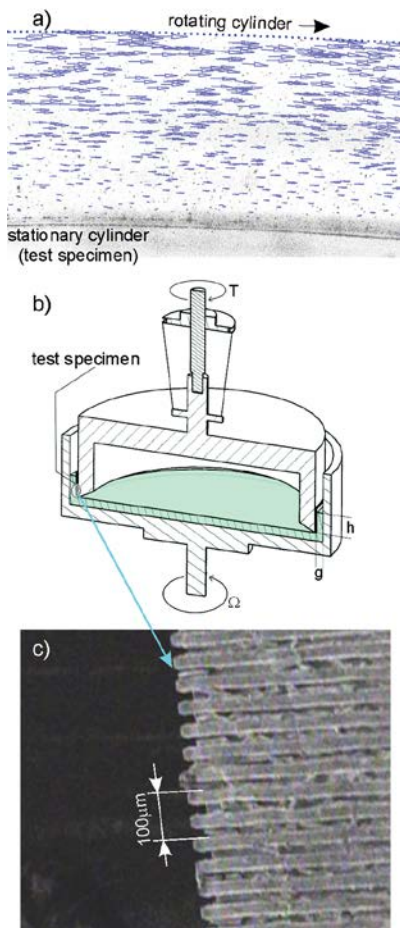 a)
rotating cylinder
stationary cylinder
(test specimen)
b)
T
test specimen
h
g
Ω
c)
100µm